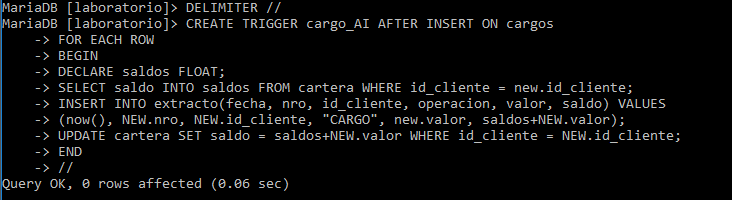 MariaDB [laboratorio]> DELIMITER //
MariaDB [laboratorio]> CREATE TRIGGER cargo_AI AFTER INSERT ON cargos
    -> FOR EACH ROW
    -> BEGIN
    -> DECLARE saldos FLOAT;
    -> SELECT saldo INTO saldos FROM cartera WHERE id_cliente = new.id_cliente;
    -> INSERT INTO extracto(fecha, nro, id_cliente, operacion, valor, saldo) VALUES
    -> (now(), NEW.nro, NEW.id_cliente, "CARGO", new.valor, saldos+NEW.valor);
    -> UPDATE cartera SET saldo = saldos+NEW.valor WHERE id_cliente = NEW.id_cliente;
    -> END
    -> //
Query OK, 0 rows affected (0.06 sec)